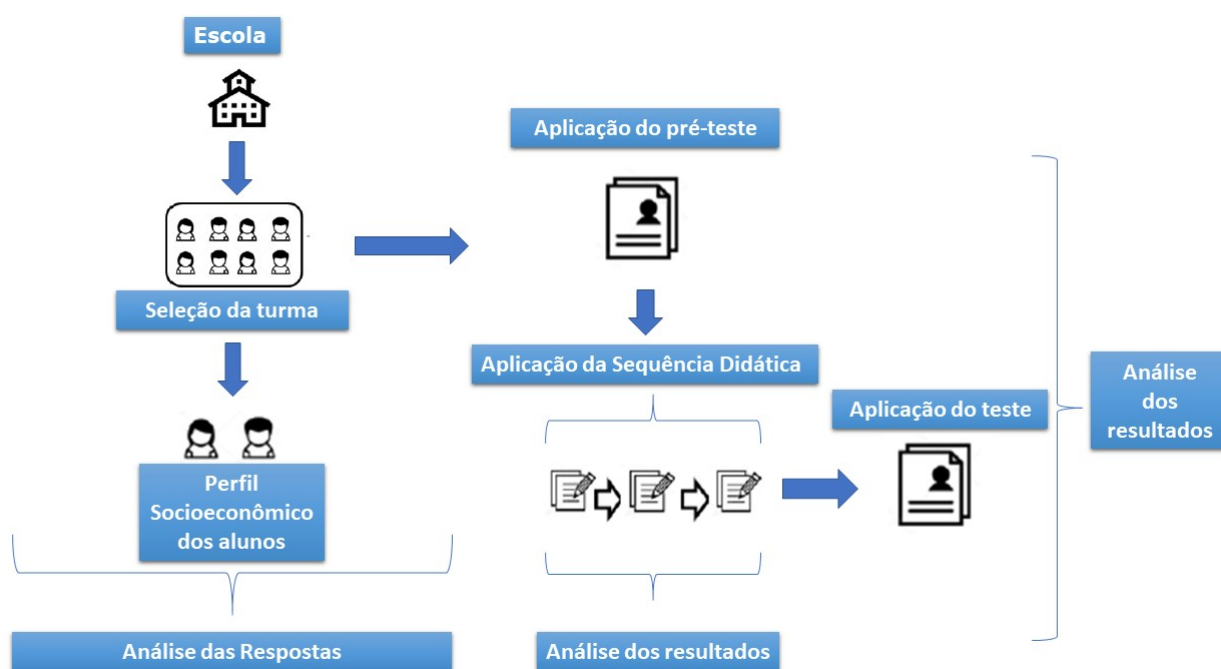 Escola
Aplicação do pré-teste
Seleção da turma
Aplicação da Sequência Didática
Aplicação do teste
Análise
dos
resultados
Perfil
Socioeconômico
dos alunos
Análise das Respostas
Análise dos resultados